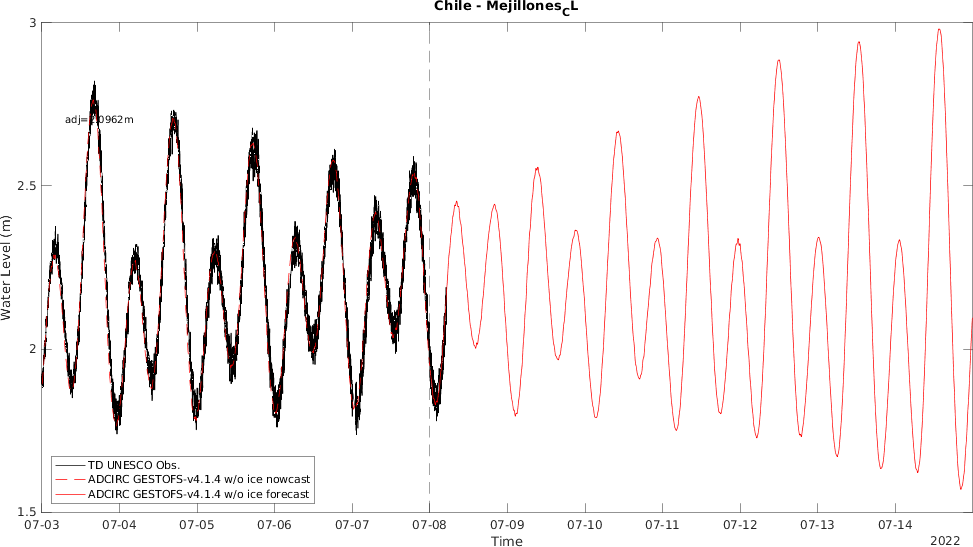 Chile - Mejillones_CL
Water Level (m)
3
2.5
2
1.5
adj=2.0962m
TD UNESCO Obs.
ADCIRC GESTOFS-v4.1.4 w/o ice nowcast
ADCIRC GESTOFS-v4.1.4 w/o ice forecast
07-03 07-04 07-05 07-06 07-07 07-08 07-09 07-10 07-11 07-12 07-13 07-14
Time
2022